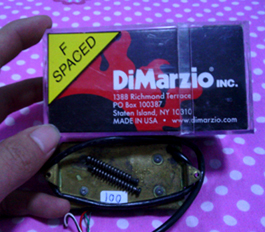 F
SPACED
DiMarzio® INC.
1388 Richmond Terrace
PO Box 100387
Staten Island, NY 10310
MADE IN USA • www.dimarzio.com
100